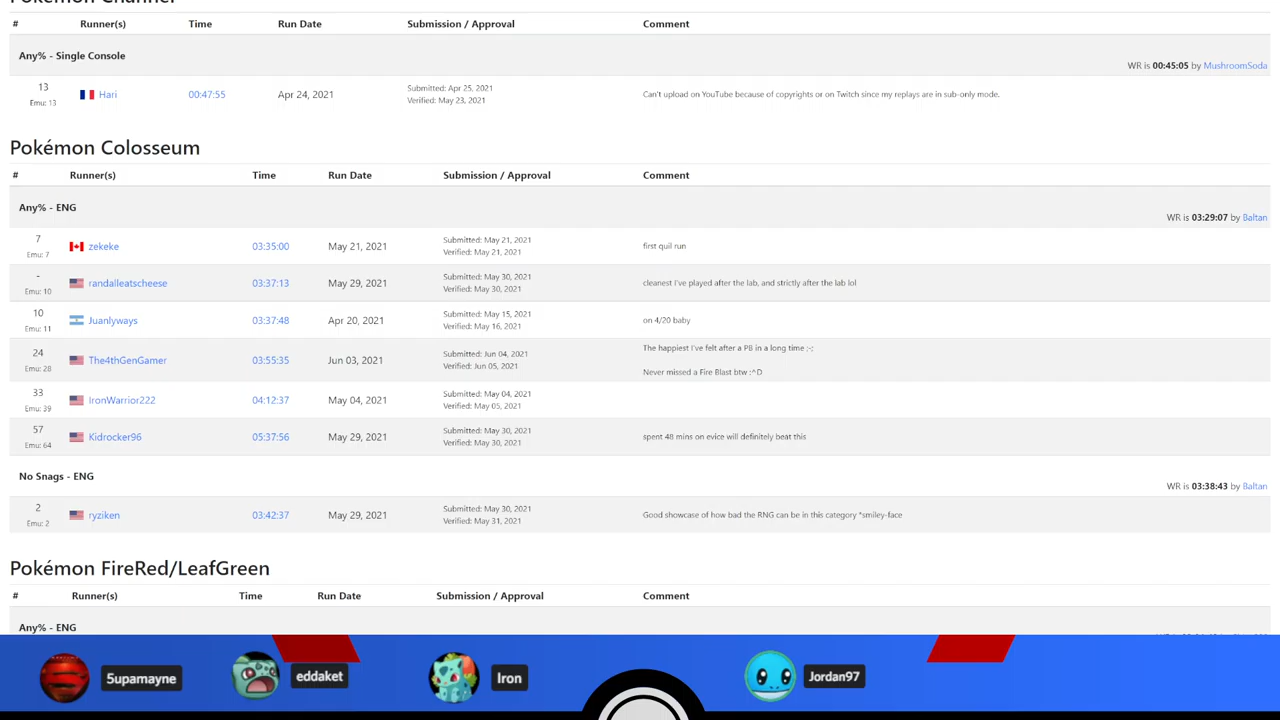 Pokémon Channel
# Runner(s) Time Run Date Submission / Approval Comment
Any% - Single Console
WR is 00:45:05 by MushroomSoda
13 Hari 00:47:55 Apr 24, 2021 Submitted: Apr 25, 2021 Can't upload on YouTube because of copyrights or on Twitch since my replays are in sub-only mode.
Emu: 13 Verified: May 23, 2021
Pokémon Colosseum
# Runner(s) Time Run Date Submission / Approval Comment
Any% - ENG
WR is 03:29:07 by Baltan
7 zekeke 03:35:00 May 21, 2021 Submitted: May 21, 2021 first quil run
Emu: 7 Verified: May 21, 2021
- randalleatscheese 03:37:13 May 29, 2021 Submitted: May 30, 2021 cleanest I've played after the lab, and strictly after the lab lol
Emu: 10 Verified: May 30, 2021
10 Juanlyways 03:37:48 Apr 20, 2021 Submitted: May 15, 2021 on 4/20 baby
Emu: 11 Verified: May 16, 2021
24 The4thGenGamer 03:55:35 Jun 03, 2021 Submitted: Jun 04, 2021 The happiest I've felt after a PB in a long time ;-;
Emu: 28 Verified: Jun 05, 2021 Never missed a Fire Blast btw :^D
33 IronWarrior222 04:12:37 May 04, 2021 Submitted: May 04, 2021
Emu: 39 Verified: May 05, 2021
57 Kidrocker96 05:37:56 May 29, 2021 Submitted: May 30, 2021 spent 48 mins on evice will definitely beat this
Emu: 64 Verified: May 30, 2021
No Snags - ENG
WR is 03:38:43 by Baltan
2 ryziken 03:42:37 May 29, 2021 Submitted: May 30, 2021 Good showcase of how bad the RNG can be in this category *smiley-face
Emu: 2 Verified: May 31, 2021
Pokémon FireRed/LeafGreen
# Runner(s) Time Run Date Submission / Approval Comment
Any% - ENG
5upamayne eddaket Iron Jordan97